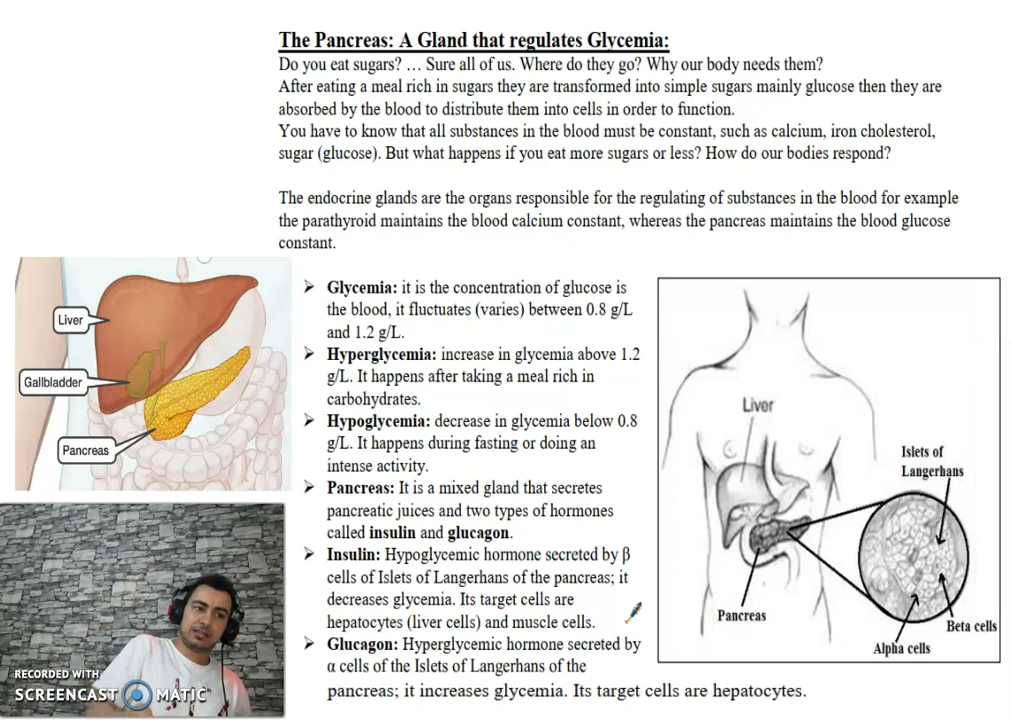 The Pancreas: A Gland that regulates Glycemia:
Do you eat sugars? … Sure all of us. Where do they go? Why our body needs them?
After eating a meal rich in sugars they are transformed into simple sugars mainly glucose then they are
absorbed by the blood to distribute them into cells in order to function.
You have to know that all substances in the blood must be constant, such as calcium, iron cholesterol,
sugar (glucose). But what happens if you eat more sugars or less? How do our bodies respond?
The endocrine glands are the organs responsible for the regulating of substances in the blood for example
the parathyroid maintains the blood calcium constant, whereas the pancreas maintains the blood glucose
constant.
➢ Glycemia: it is the concentration of glucose is
the blood, it fluctuates (varies) between 0.8 g/L
and 1.2 g/L.
➢ Hyperglycemia: increase in glycemia above 1.2
g/L. It happens after taking a meal rich in
carbohydrates.
➢ Hypoglycemia: decrease in glycemia below 0.8
g/L. It happens during fasting or doing an
intense activity.
➢ Pancreas: It is a mixed gland that secretes
pancreatic juices and two types of hormones
called insulin and glucagon.
➢ Insulin: Hypoglycemic hormone secreted by β
cells of Islets of Langerhans of the pancreas; it
decreases glycemia. Its target cells are
hepatocytes (liver cells) and muscle cells.
➢ Glucagon: Hyperglycemic hormone secreted by
α cells of the Islets of Langerhans of the
pancreas; it increases glycemia. Its target cells are hepatocytes.
Liver
Gallbladder
Pancreas
Liver
Islets of
Langerhans
Pancreas
Beta cells
Alpha cells
RECORDED WITH
SCREENCAST MATIC